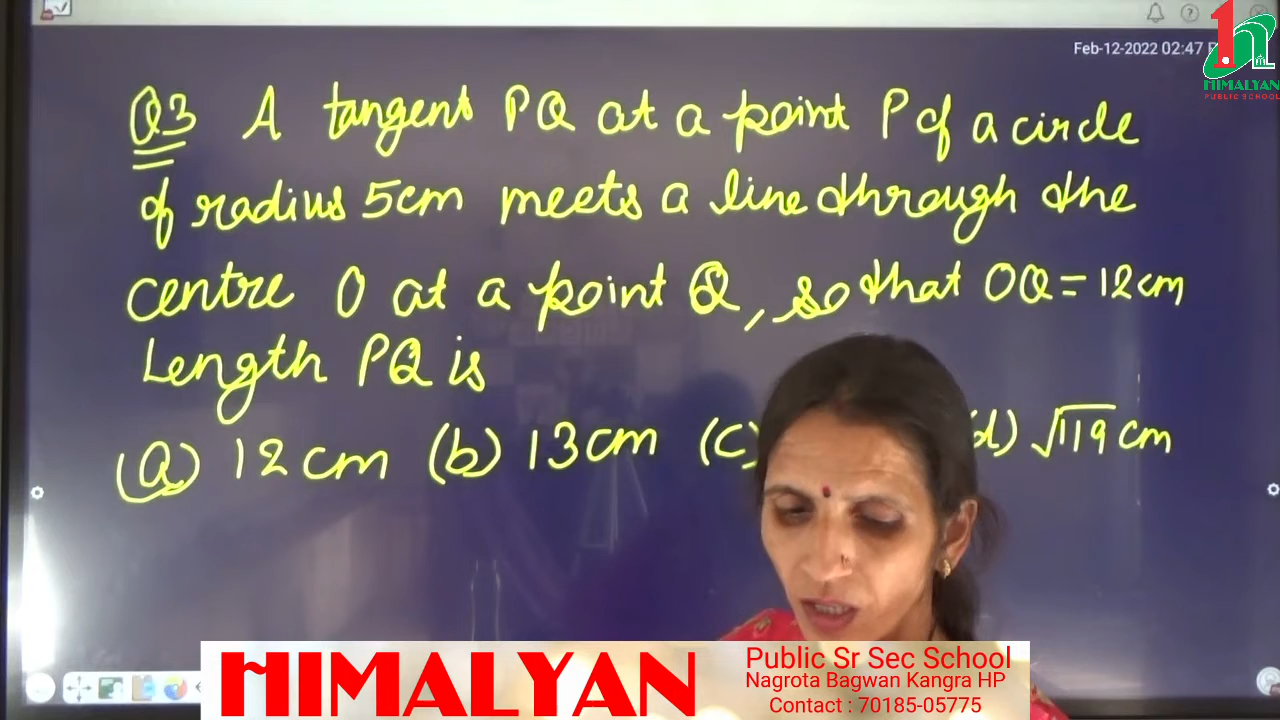 Feb-12-2022 02:47
HIMALYAN
PUBLIC SCHOOL
Q3 A tangent PQ at a point P of a circle
of radius 5cm meets a line through the
centre O at a point Q, so that OQ = 12cm
Length PQ is
(a) 12 cm (b) 13 cm (c) d) √119 cm
HIMALYAN
Public Sr Sec School
Nagrota Bagwan Kangra HP
Contact : 70185-05775